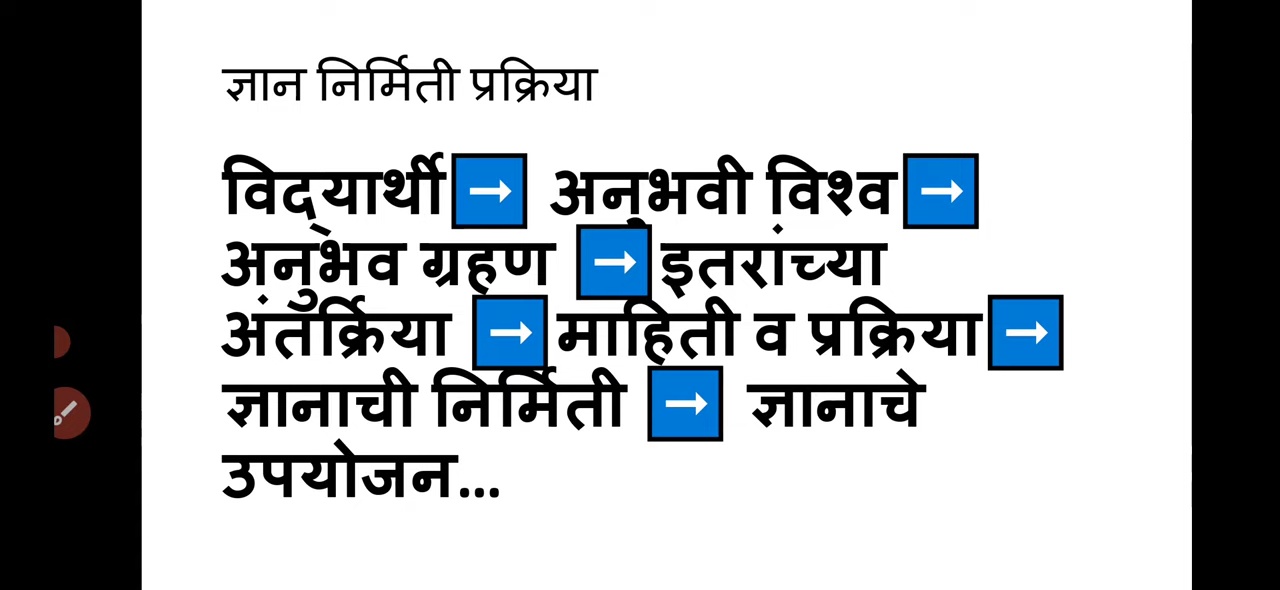 ज्ञान निर्मिती प्रक्रिया
विद्यार्थी➡️ अनुभवी विश्व➡️
अनुभव ग्रहण ➡️इतरांच्या
अंतर्क्रिया ➡️माहिती व प्रक्रिया➡️
ज्ञानाची निर्मिती ➡️ ज्ञानाचे
उपयोजन...